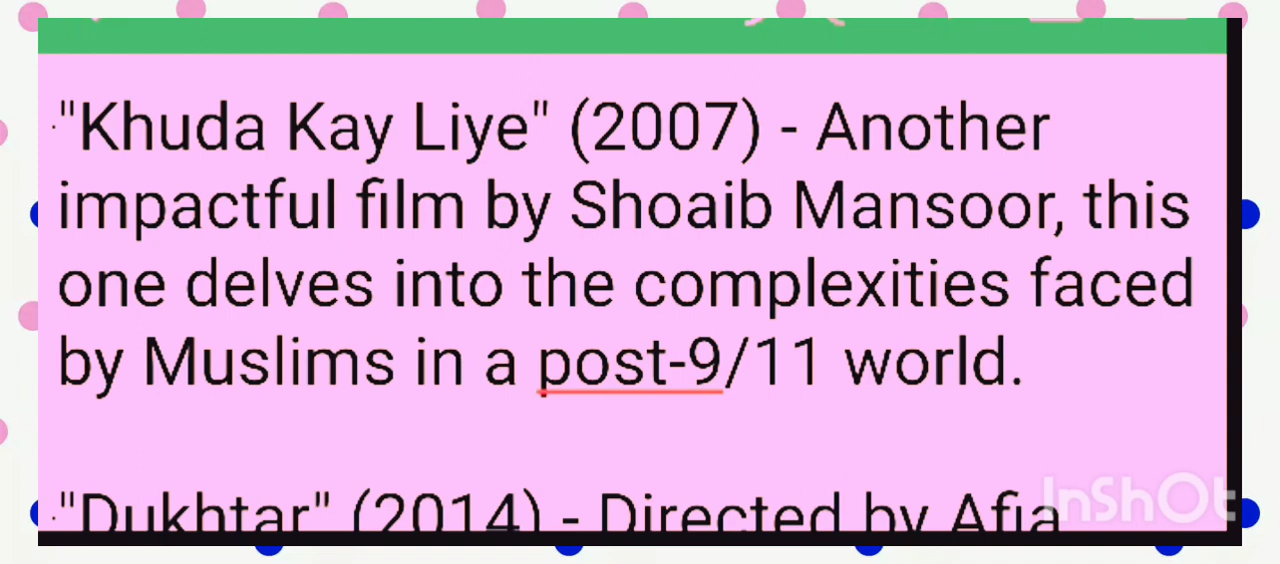 "Khuda Kay Liye" (2007) - Another
impactful film by Shoaib Mansoor, this
one delves into the complexities faced
by Muslims in a post-9/11 world.
"Dukhtar" (2014) - Directed by Afia
InShOt